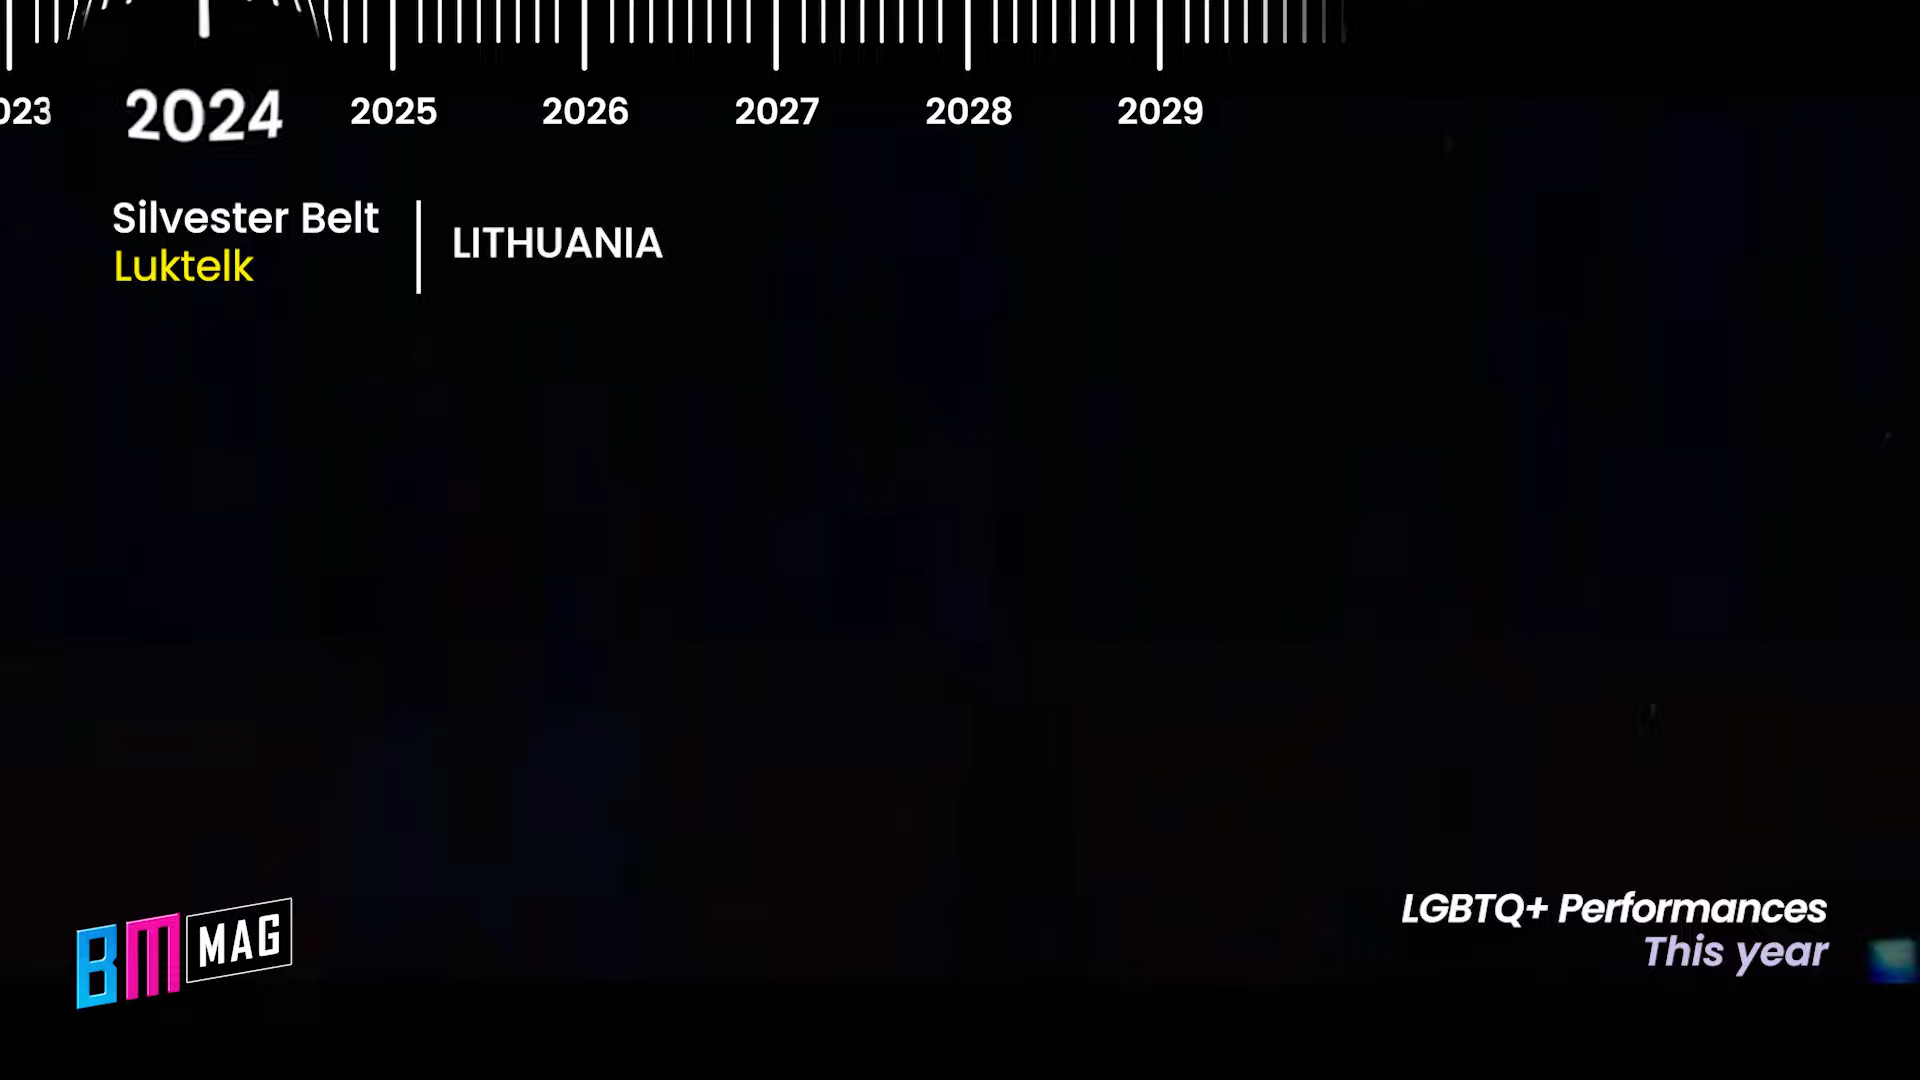 023 2024 2025 2026 2027 2028 2029
Silvester Belt
Luktelk
LITHUANIA
BM MAG
LGBTQ+ Performances
This year